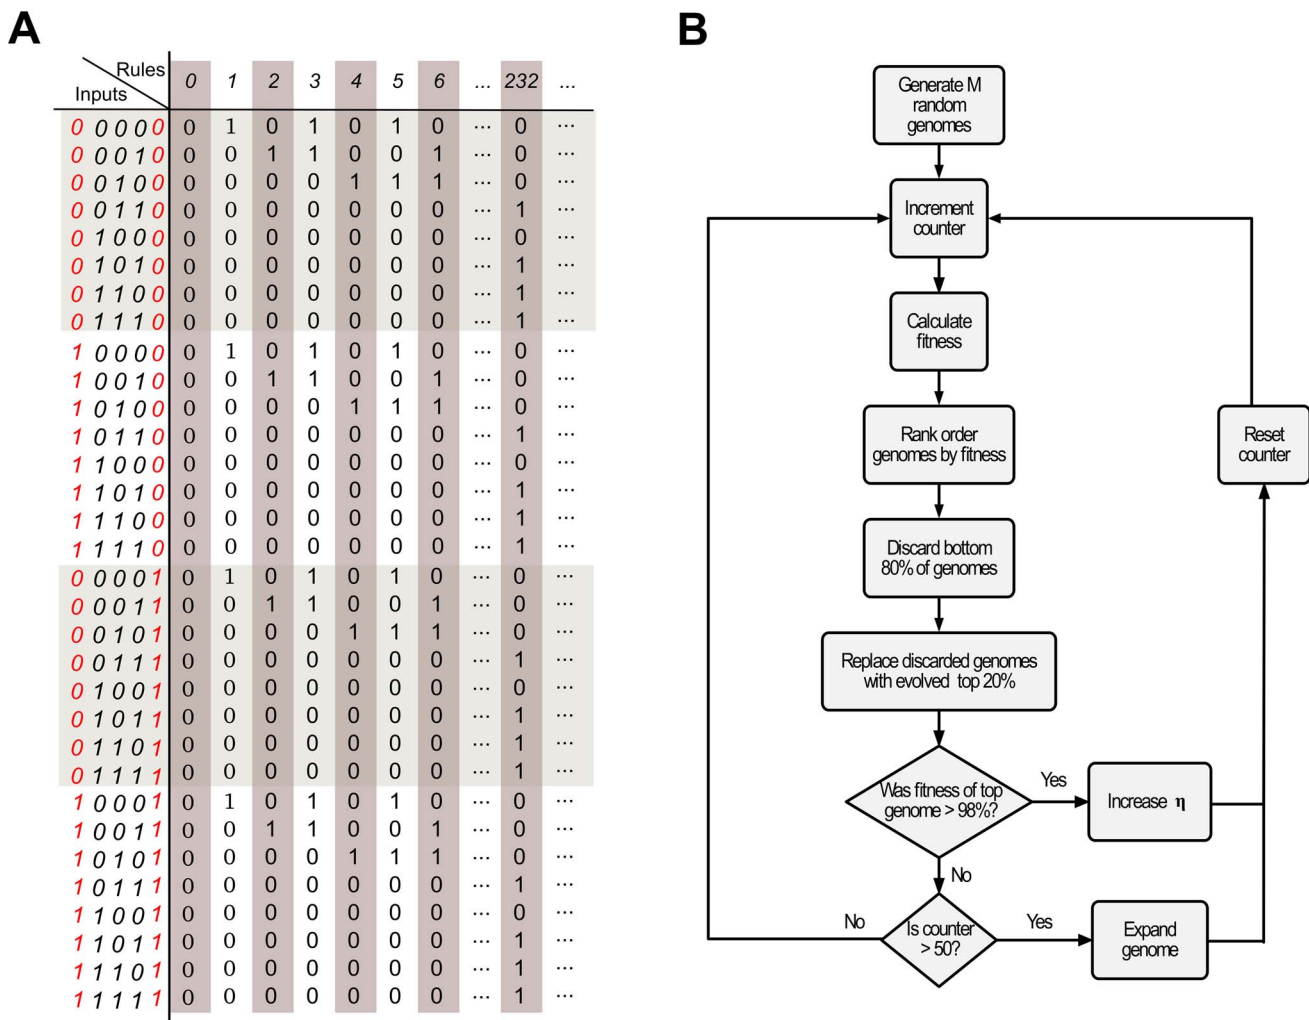 A
Rules
Inputs
0 1 2 3 4 5 6 ... 232 ...
0 0 0 0 0 0 1 0 1 0 1 0 ... 0 ...
0 0 0 1 0 0 0 1 1 0 0 1 ... 0 ...
0 0 1 0 0 0 0 0 0 1 1 1 ... 0 ...
0 0 1 1 0 0 0 0 0 0 0 0 ... 1 ...
0 1 0 0 0 0 0 0 0 0 0 0 ... 0 ...
0 1 0 1 0 0 0 0 0 0 0 0 ... 1 ...
0 1 1 0 0 0 0 0 0 0 0 0 ... 1 ...
0 1 1 1 0 0 0 0 0 0 0 0 ... 1 ...
1 0 0 0 0 0 1 0 1 0 1 0 ... 0 ...
1 0 0 1 0 0 0 1 1 0 0 1 ... 0 ...
1 0 1 0 0 0 0 0 0 1 1 1 ... 0 ...
1 0 1 1 0 0 0 0 0 0 0 0 ... 1 ...
1 1 0 0 0 0 0 0 0 0 0 0 ... 0 ...
1 1 0 1 0 0 0 0 0 0 0 0 ... 1 ...
1 1 1 0 0 0 0 0 0 0 0 0 ... 1 ...
1 1 1 1 0 0 0 0 0 0 0 0 ... 1 ...
0 0 0 0 1 0 1 0 1 0 1 0 ... 0 ...
0 0 0 1 1 0 0 1 1 0 0 1 ... 0 ...
0 0 1 0 1 0 0 0 0 1 1 1 ... 0 ...
0 0 1 1 1 0 0 0 0 0 0 0 ... 1 ...
0 1 0 0 1 0 0 0 0 0 0 0 ... 0 ...
0 1 0 1 1 0 0 0 0 0 0 0 ... 1 ...
0 1 1 0 1 0 0 0 0 0 0 0 ... 1 ...
0 1 1 1 1 0 0 0 0 0 0 0 ... 1 ...
1 0 0 0 1 0 1 0 1 0 1 0 ... 0 ...
1 0 0 1 1 0 0 1 1 0 0 1 ... 0 ...
1 0 1 0 1 0 0 0 0 1 1 1 ... 0 ...
1 0 1 1 1 0 0 0 0 0 0 0 ... 1 ...
1 1 0 0 1 0 0 0 0 0 0 0 ... 0 ...
1 1 0 1 1 0 0 0 0 0 0 0 ... 1 ...
1 1 1 0 1 0 0 0 0 0 0 0 ... 1 ...
1 1 1 1 1 0 0 0 0 0 0 0 ... 1 ...
B
Generate M
random
genomes
Increment
counter
Calculate
fitness
Rank order
genomes by fitness
Reset
counter
Discard bottom
80% of genomes
Replace discarded genomes
with evolved top 20%
Was fitness of top
genome > 98%?
Yes
Increase η
No
Is counter
> 50?
No
Yes
Expand
genome